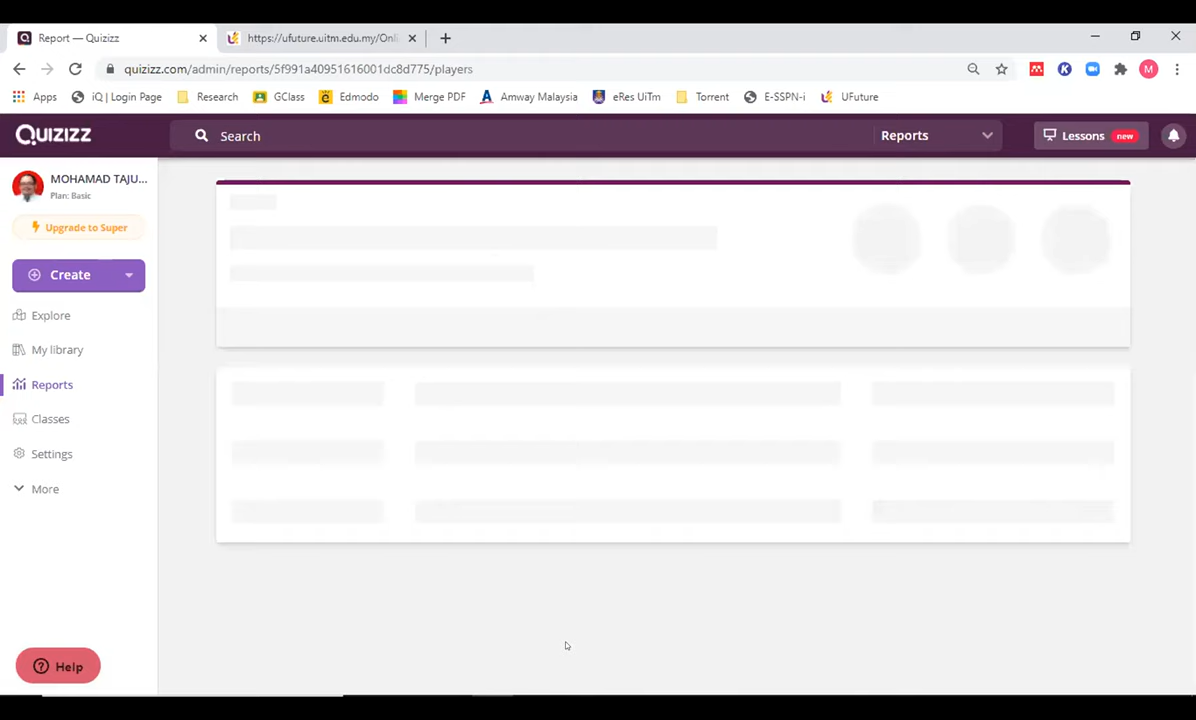 Report — Quizizz
https://ufuture.uitm.edu.my/Onli
quizizz.com/admin/reports/5f991a40951616001dc8d775/players
M
Apps
iQ | Login Page
Research
GClass
Edmodo
Merge PDF
Amway Malaysia
eRes UiTm
Torrent
E-SSPN-i
UFuture
QUIZIZZ
Search
Reports
Lessons new
MOHAMAD TAJU...
Plan: Basic
Upgrade to Super
Create
Explore
My library
Reports
Classes
Settings
More
Help